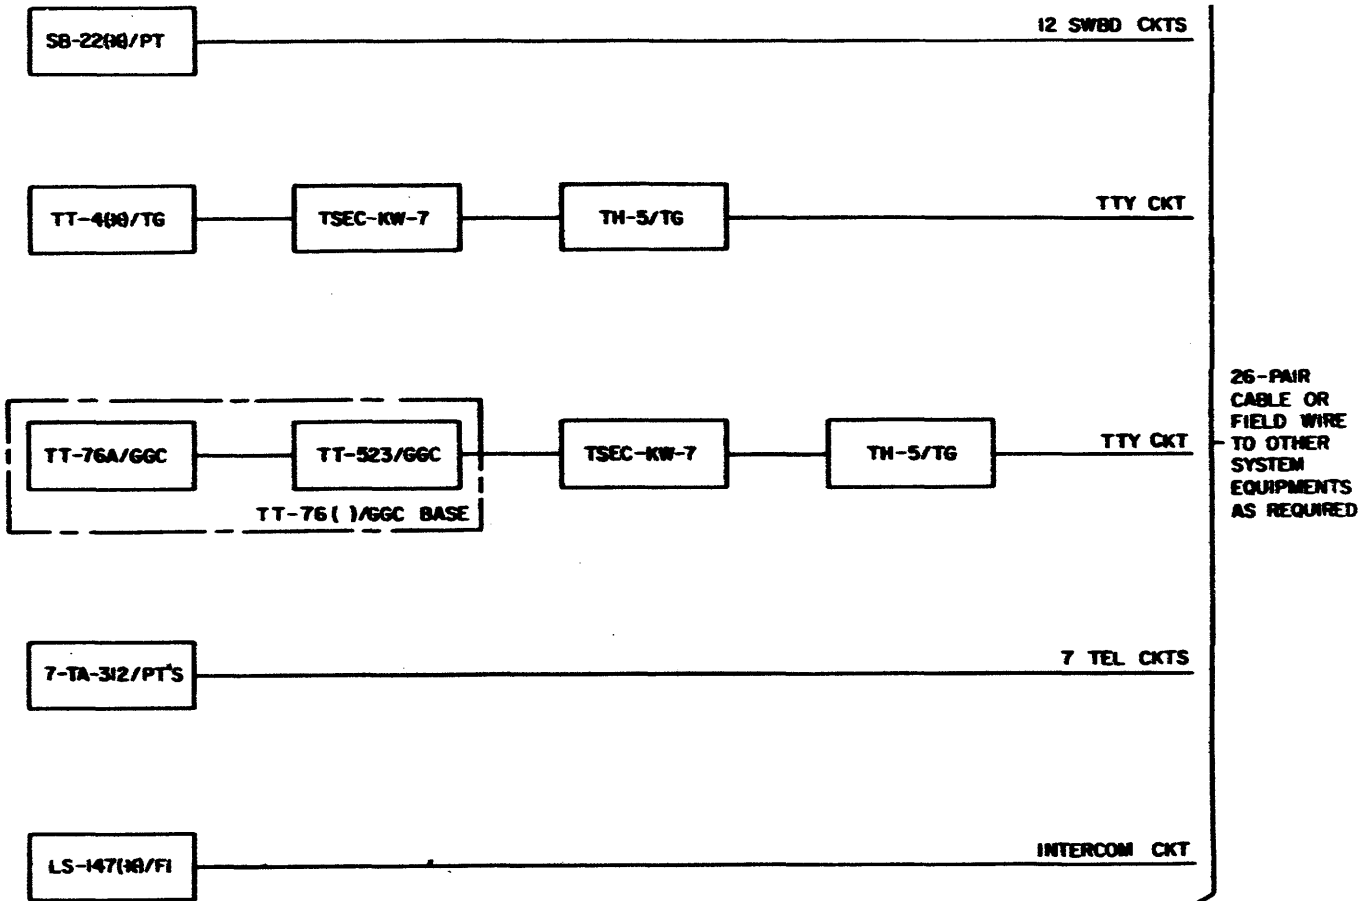 SB-22(*)/PT
12 SWBD CKTS
TT-4(*)/TG
TSEC-KW-7
TH-5/TG
TTY CKT
TT-76A/GGC
TT-523/GGC
TSEC-KW-7
TH-5/TG
TTY CKT
TT-76( )/GGC BASE
26-PAIR
CABLE OR
FIELD WIRE
TO OTHER
SYSTEM
EQUIPMENTS
AS REQUIRED
7-TA-312/PT'S
7 TEL CKTS
LS-147(*)/FI
INTERCOM CKT